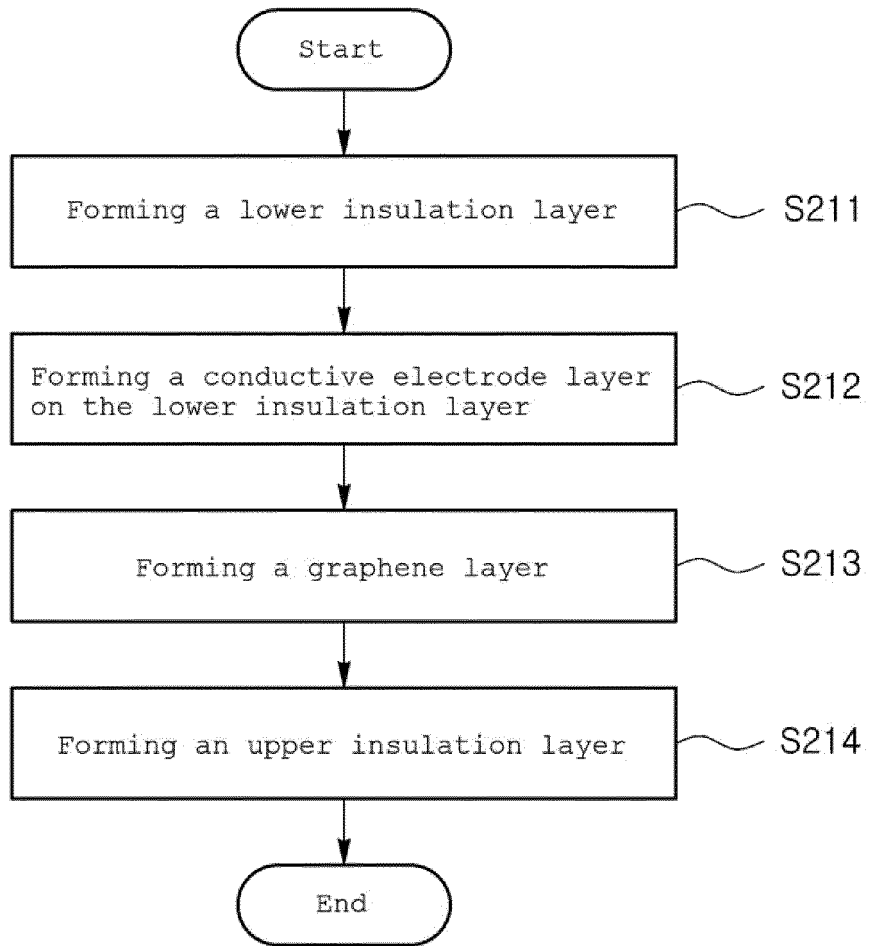 Start
Forming a lower insulation layer
S211
Forming a conductive electrode layer
on the lower insulation layer
S212
Forming a graphene layer
S213
Forming an upper insulation layer
S214
End